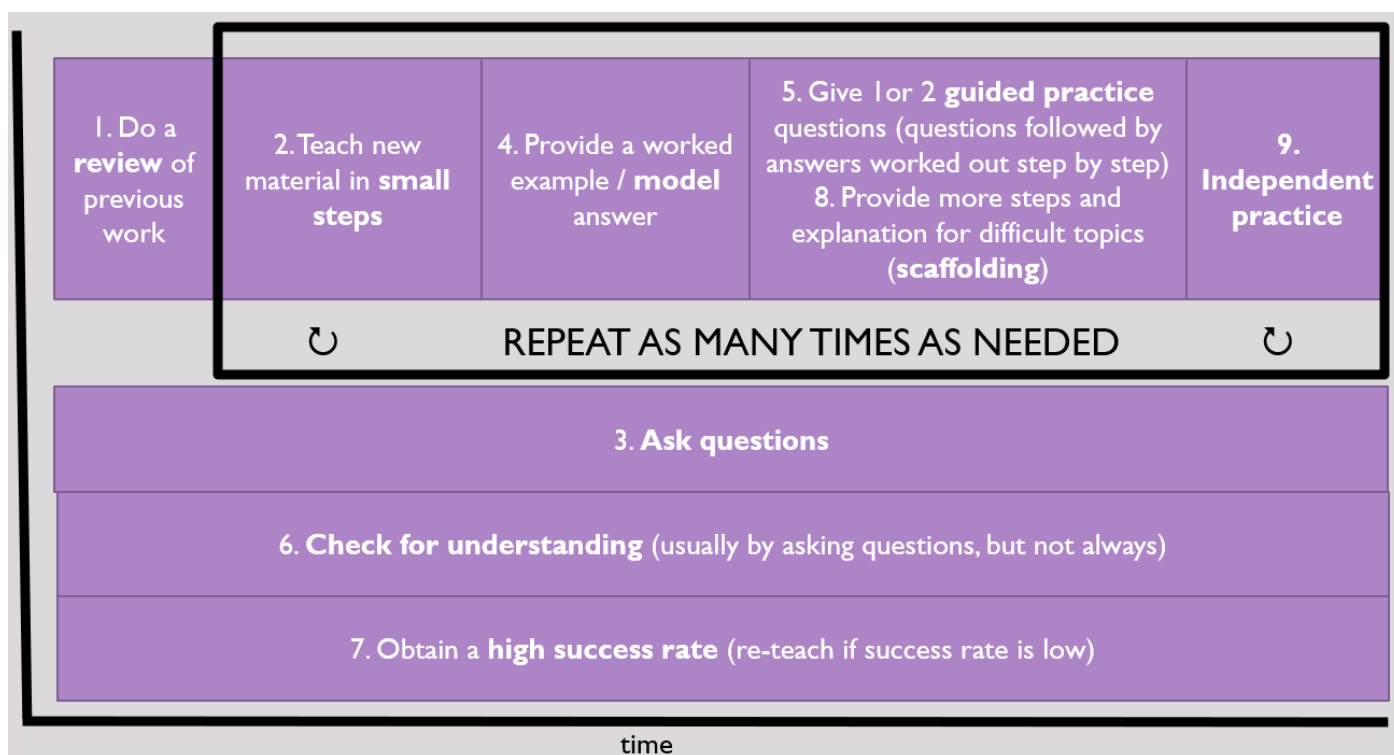 1. Do a
review of
previous
work
2. Teach new
material in small
steps
4. Provide a worked
example / model
answer
5. Give 1or 2 guided practice
questions (questions followed by
answers worked out step by step)
8. Provide more steps and
explanation for difficult topics
(scaffolding)
9.
Independent
practice
↻ REPEAT AS MANY TIMES AS NEEDED ↻
3. Ask questions
6. Check for understanding (usually by asking questions, but not always)
7. Obtain a high success rate (re-teach if success rate is low)
time